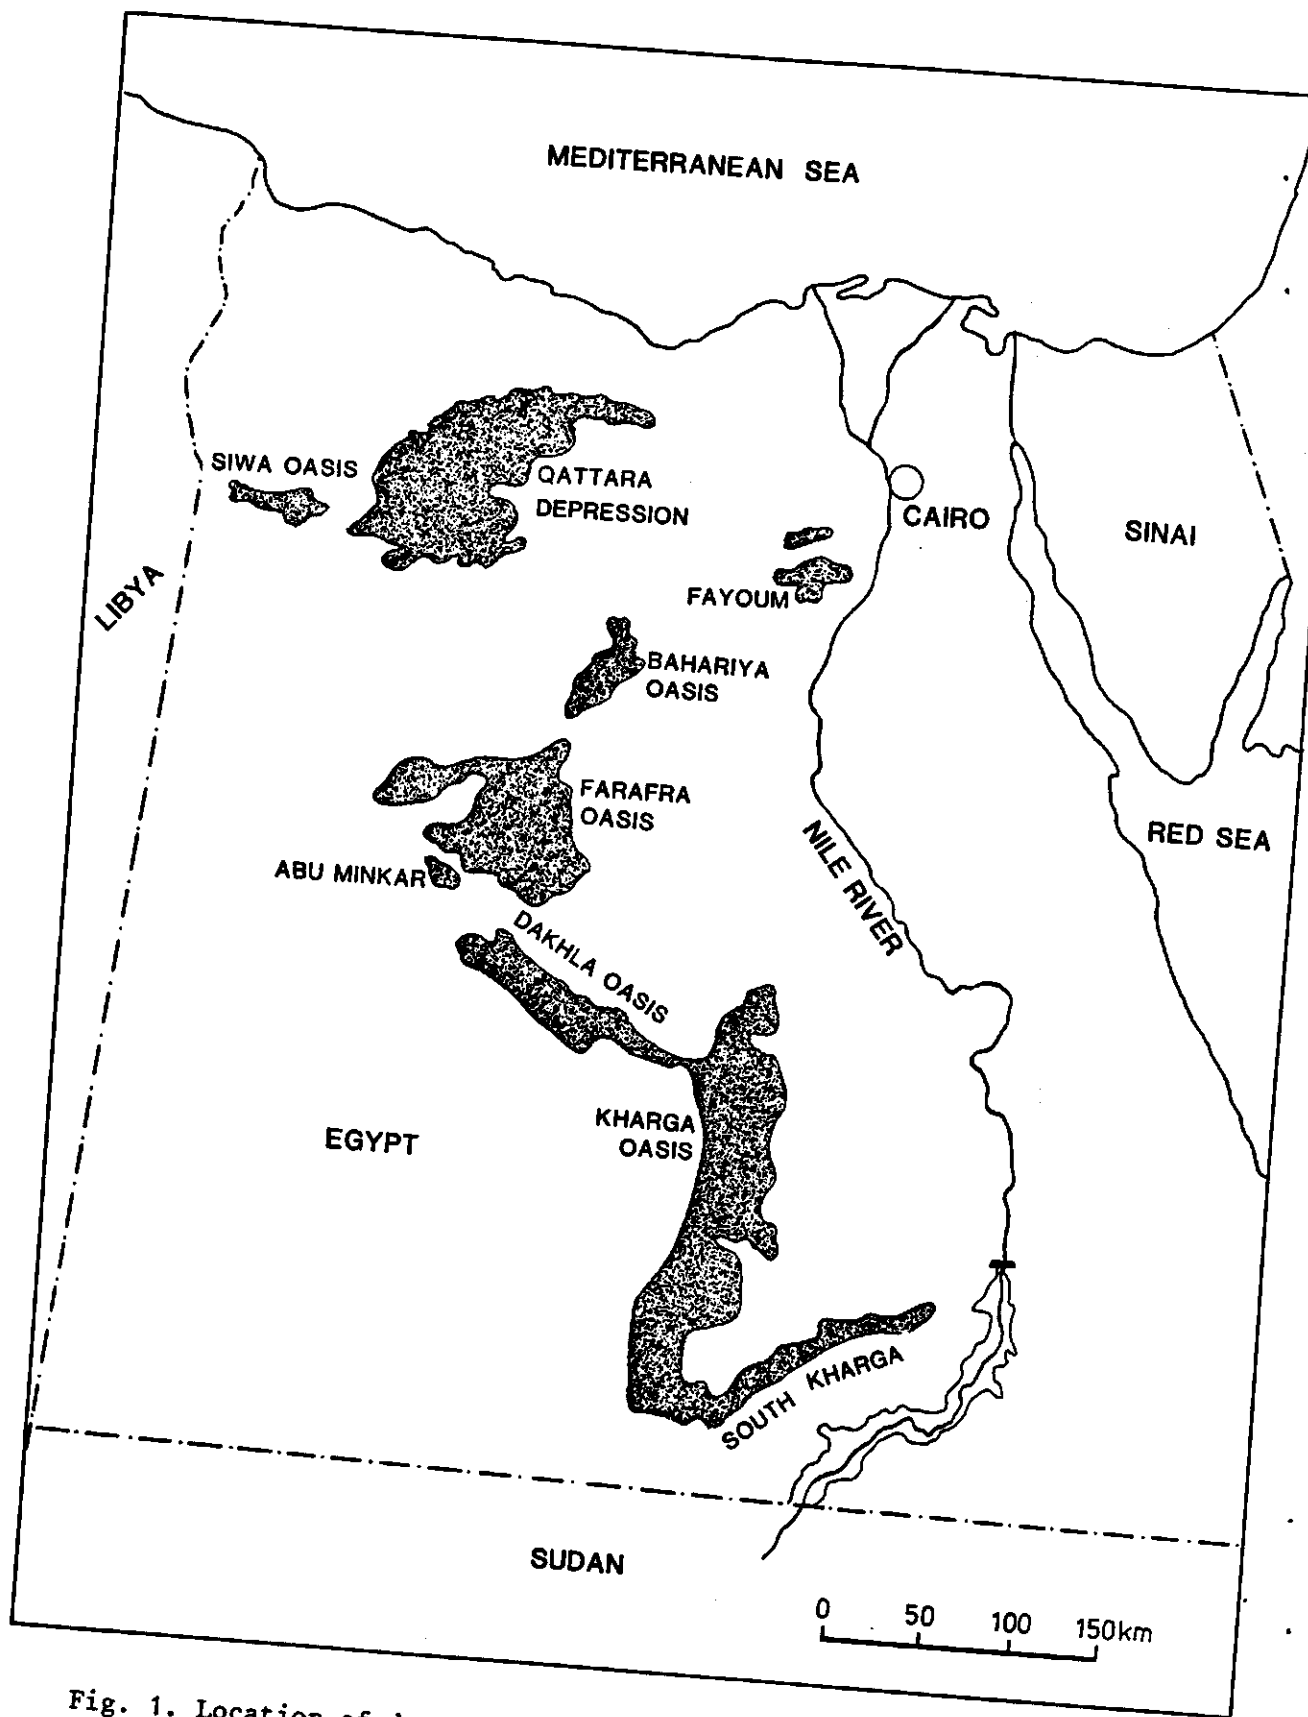 MEDITERRANEAN SEA
SIWA OASIS
QATTARA
DEPRESSION
CAIRO
SINAI
LIBYA
FAYOUM
BAHARIYA
OASIS
FARAFRA
OASIS
ABU MINKAR
NILE RIVER
RED SEA
DAKHLA OASIS
KHARGA
OASIS
EGYPT
SOUTH KHARGA
SUDAN
0 50 100 150km
Fig. 1. Location of